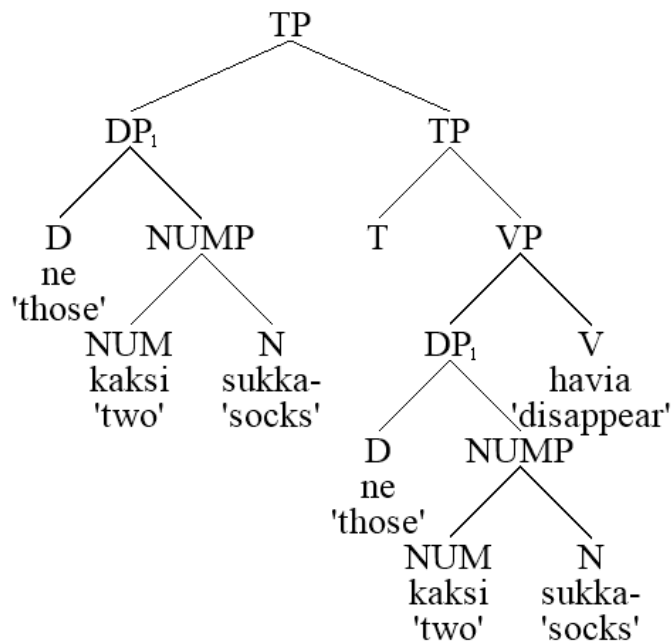 TP
DP₁ TP
D NUMP T VP
ne
'those'
NUM N DP₁ V
kaksi sukka- havia
'two' 'socks' 'disappear'
D NUMP
ne
'those'
NUM N
kaksi sukka-
'two' 'socks'